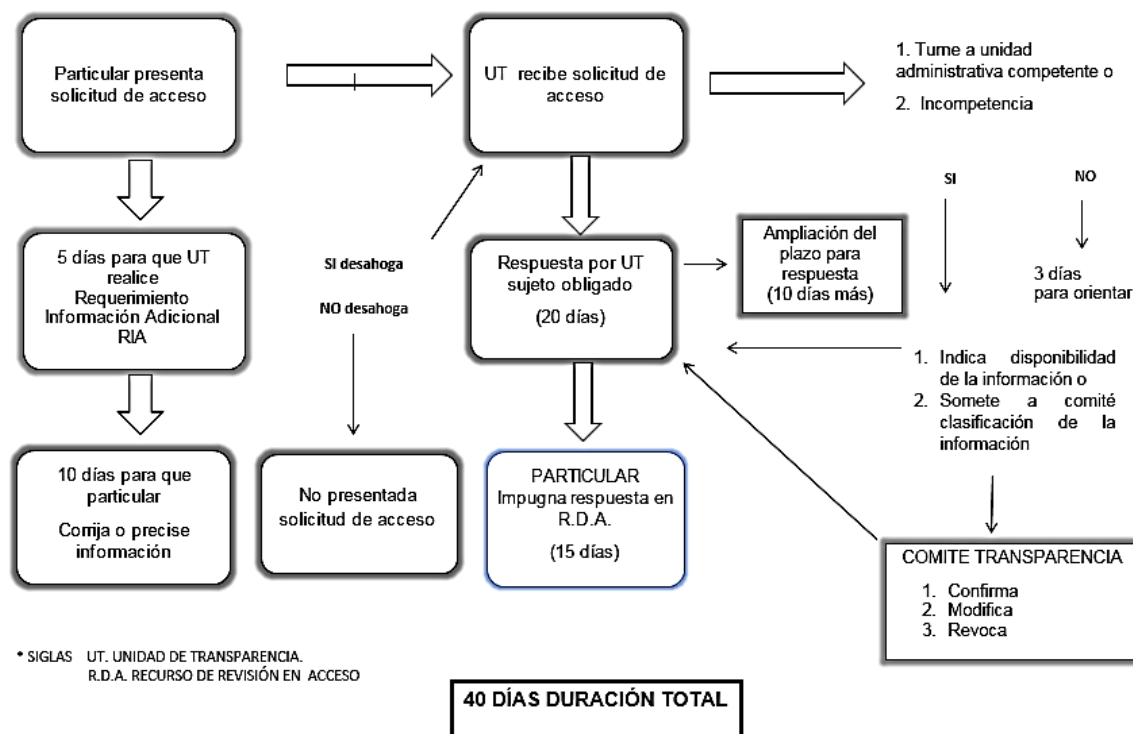 Particular presenta
solicitud de acceso
UT recibe solicitud de
acceso
1. Turne a unidad
administrativa competente o
2. Incompetencia
SI
NO
5 días para que UT
realice
Requerimiento
Información Adicional
RIA
SI desahoga
NO desahoga
Respuesta por UT
sujeto obligado
(20 días)
Ampliación del
plazo para
respuesta
(10 días más)
3 días
para orientar
1. Indica disponibilidad
de la información o
2. Somete a comité
clasificación de la
información
10 días para que
particular
Corrija o precise
información
No presentada
solicitud de acceso
PARTICULAR
Impugna respuesta en
R.D.A.
(15 días)
COMITE TRANSPARENCIA
1. Confirma
2. Modifica
3. Revoca
* SIGLAS UT. UNIDAD DE TRANSPARENCIA.
R.D.A. RECURSO DE REVISIÓN EN ACCESO
40 DÍAS DURACIÓN TOTAL